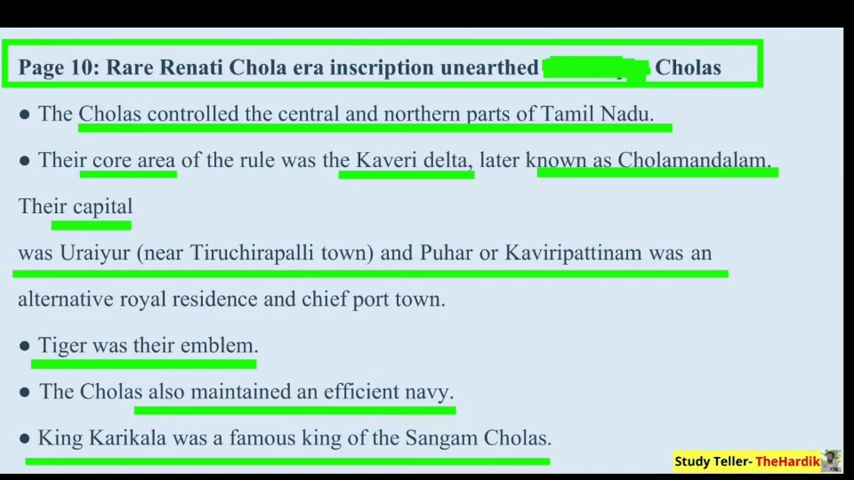 Page 10: Rare Renati Chola era inscription unearthed Cholas
● The Cholas controlled the central and northern parts of Tamil Nadu.
● Their core area of the rule was the Kaveri delta, later known as Cholamandalam.
Their capital
was Uraiyur (near Tiruchirapalli town) and Puhar or Kaviripattinam was an
alternative royal residence and chief port town.
● Tiger was their emblem.
● The Cholas also maintained an efficient navy.
● King Karikala was a famous king of the Sangam Cholas.
Study Teller- TheHardik